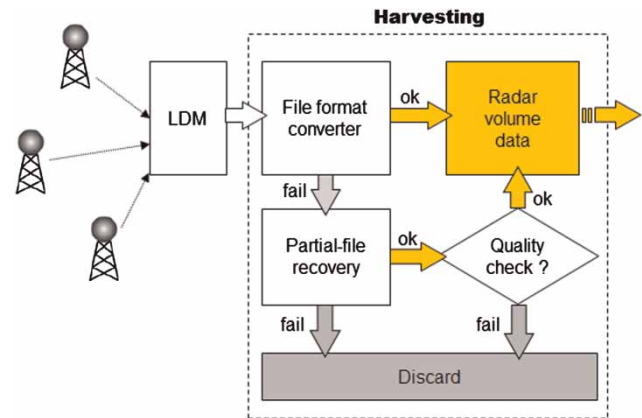 Harvesting
LDM
File format
converter
ok
Radar
volume
data
fail
ok
Partial-file
recovery
ok
Quality
check ?
fail
fail
Discard